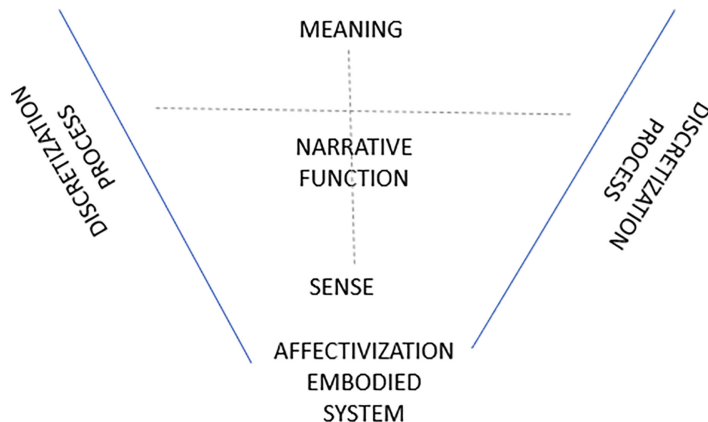 MEANING
DISCRETIZATION
PROCESS
NARRATIVE
FUNCTION
DISCRETIZATION
PROCESS
SENSE
AFFECTIVIZATION
EMBODIED
SYSTEM